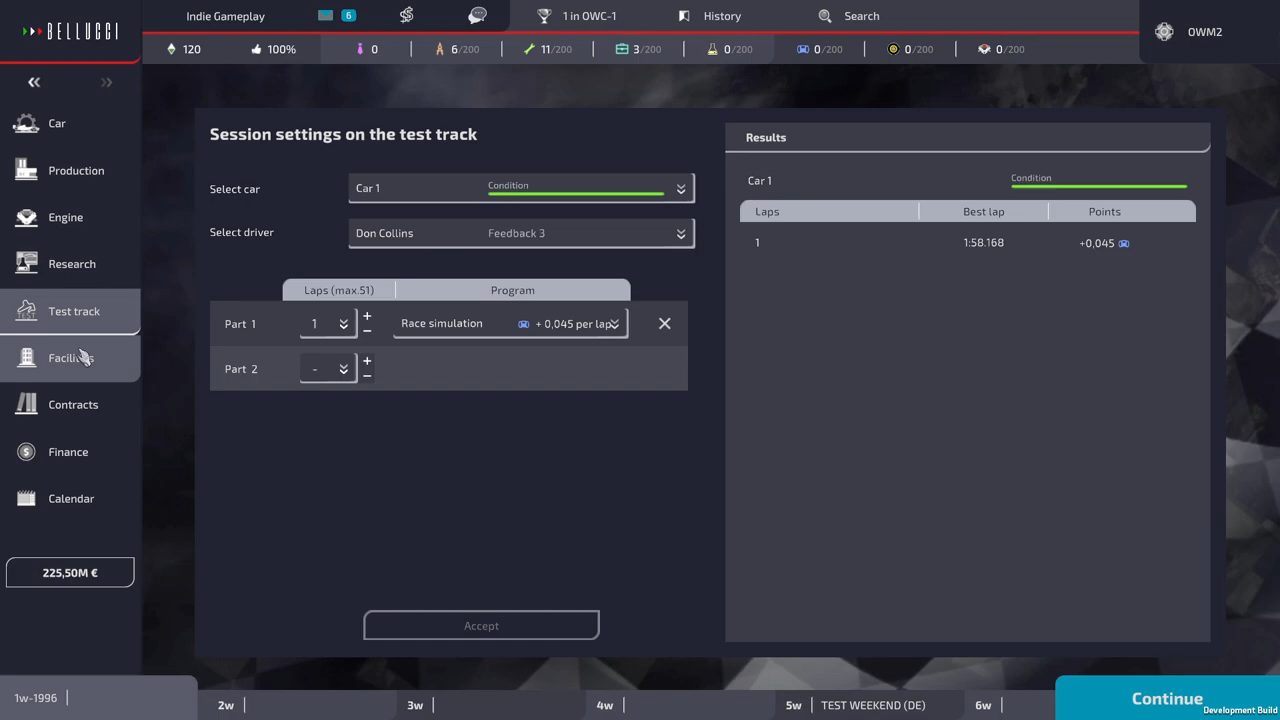 BELLUCCI
Indie Gameplay
6
1 in OWC-1
History
Search
OWM2
120
100%
0
6/200
11/200
3/200
0/200
0/200
0/200
0/200
Car
Production
Engine
Research
Test track
Contracts
Finance
Calendar
225,50M €
Session settings on the test track
Select car
Car 1
Condition
Select driver
Don Collins
Feedback 3
Laps (max.51)
Program
Part 1
1
+
−
Race simulation
+ 0,045 per lap
Part 2
-
+
−
Accept
Results
Car 1
Condition
Laps
Best lap
Points
1
1:58.168
+0,045
1w-1996
2w
3w
4w
5w
TEST WEEKEND (DE)
6w
Continue
Development Build